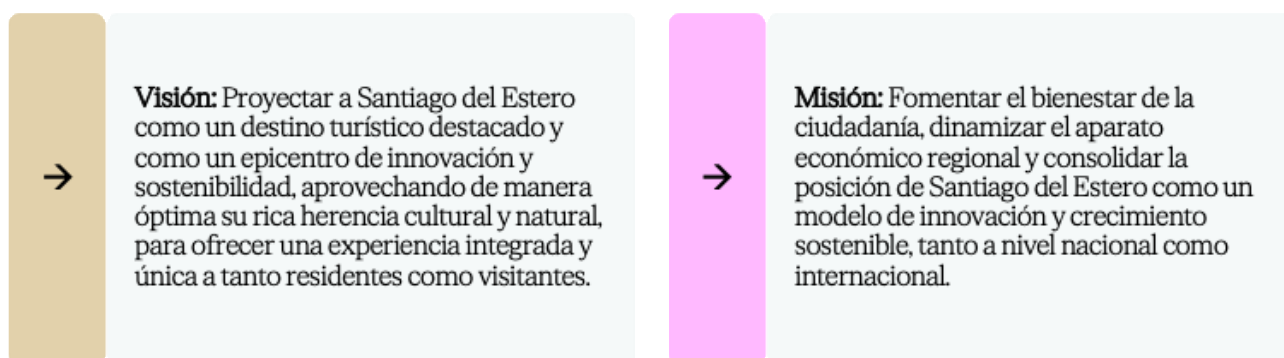 Visión: Proyectar a Santiago del Estero
como un destino turístico destacado y
como un epicentro de innovación y
sostenibilidad, aprovechando de manera
óptima su rica herencia cultural y natural,
para ofrecer una experiencia integrada y
única a tanto residentes como visitantes.
Misión: Fomentar el bienestar de la
ciudadanía, dinamizar el aparato
económico regional y consolidar la
posición de Santiago del Estero como un
modelo de innovación y crecimiento
sostenible, tanto a nivel nacional como
internacional.